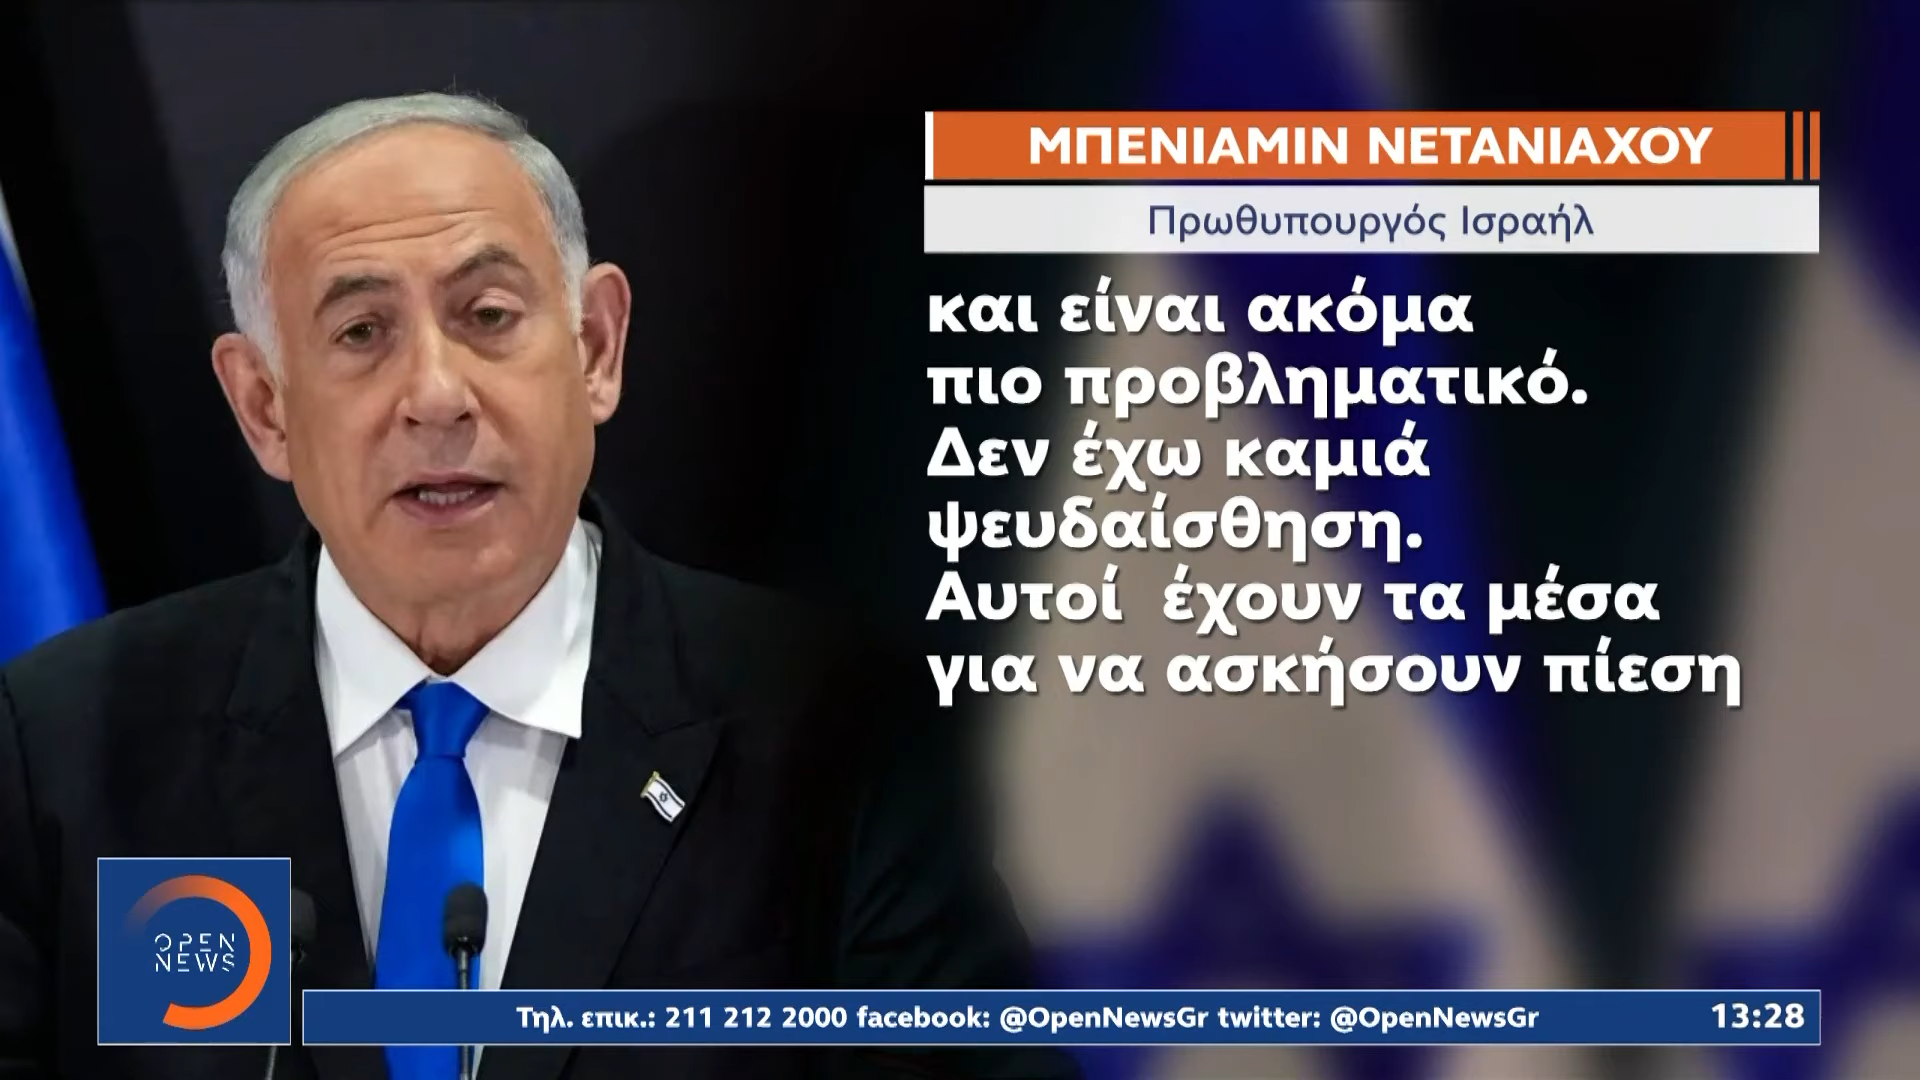 ΜΠΕΝΙΑΜΙΝ ΝΕΤΑΝΙΑΧΟΥ
Πρωθυπουργός Ισραήλ
και είναι ακόμα
πιο προβληματικό.
Δεν έχω καμιά
ψευδαίσθηση.
Αυτοί  έχουν τα μέσα
για να ασκήσουν πίεση
OPEN
NEWS
Τηλ. επικ.: 211 212 2000 facebook: @OpenNewsGr twitter: @OpenNewsGr
13:28